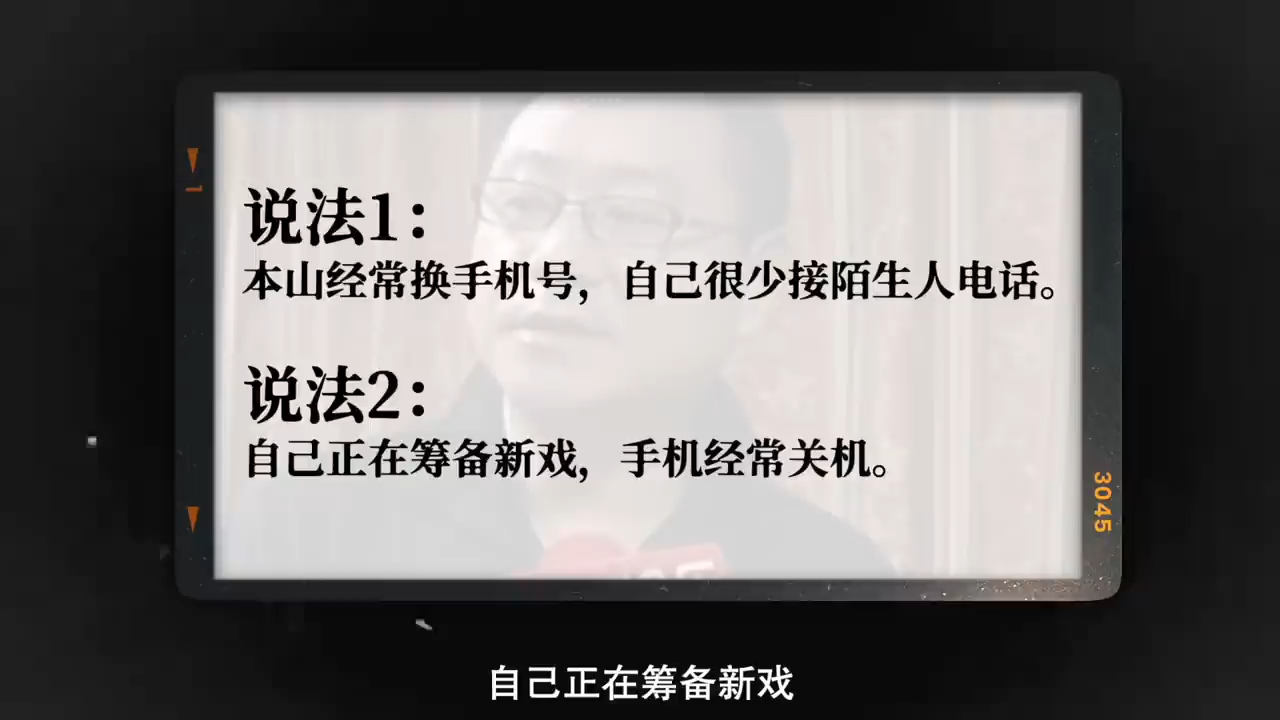 说法1：
本山经常换手机号，自己很少接陌生人电话。
说法2：
自己正在筹备新戏，手机经常关机。
1
3045
自己正在筹备新戏